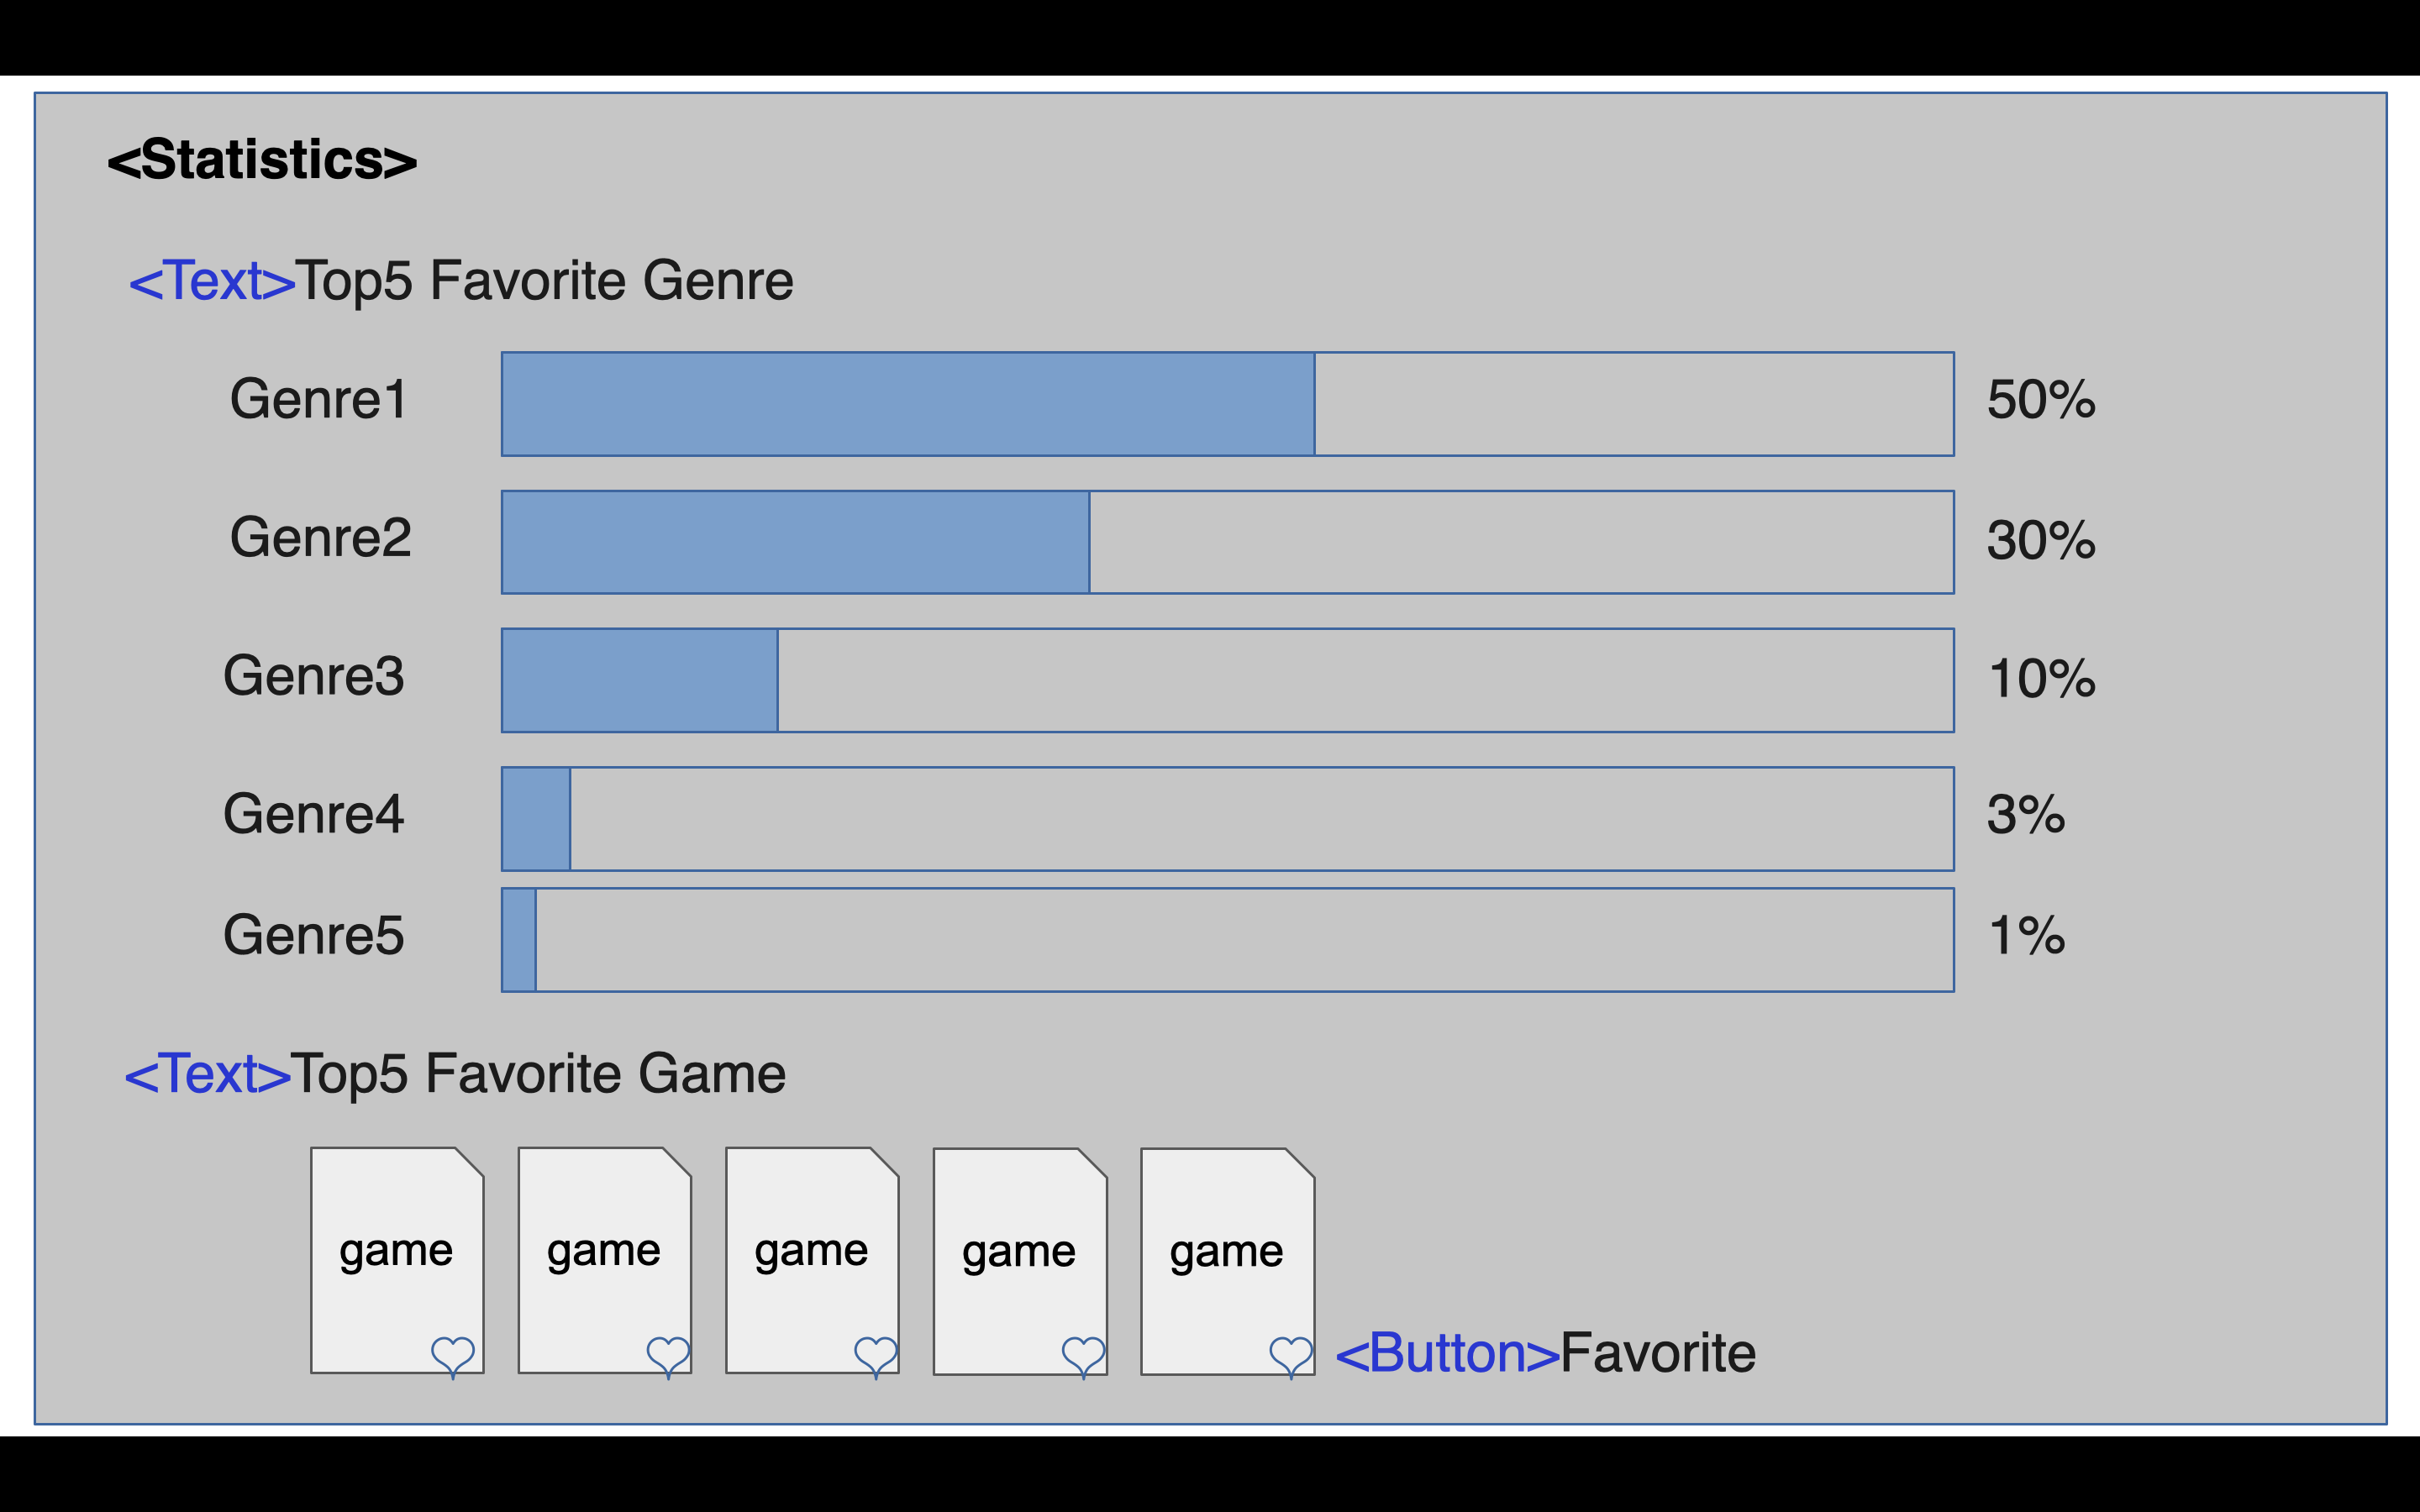 <Statistics>
<Text>Top5 Favorite Genre
Genre1 50%
Genre2 30%
Genre3 10%
Genre4 3%
Genre5 1%
<Text>Top5 Favorite Game
game game game game game
<Button>Favorite